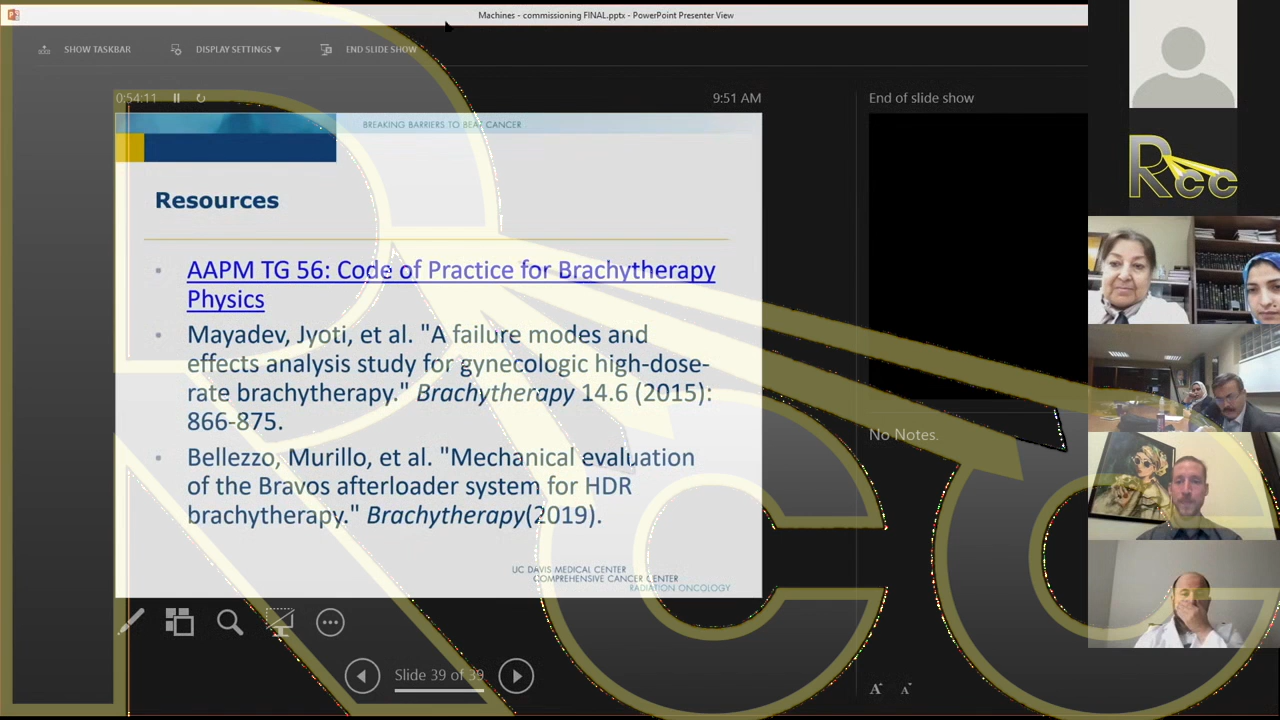 Machines - commissioning FINAL.pptx - PowerPoint Presenter View
SHOW TASKBAR
DISPLAY SETTINGS ▾
END SLIDE SHOW
0:54:11
9:51 AM
End of slide show
BREAKING BARRIERS TO BEAT CANCER
Resources
AAPM TG 56: Code of Practice for Brachytherapy
Physics
Mayadev, Jyoti, et al. "A failure modes and
effects analysis study for gynecologic high-dose-
rate brachytherapy." Brachytherapy 14.6 (2015):
866-875.
Bellezzo, Murillo, et al. "Mechanical evaluation
of the Bravos afterloader system for HDR
brachytherapy." Brachytherapy(2019).
UC DAVIS MEDICAL CENTER
COMPREHENSIVE CANCER CENTER
RADIATION ONCOLOGY
No Notes.
Slide 39 of 39
A A
Rcc
Rcc